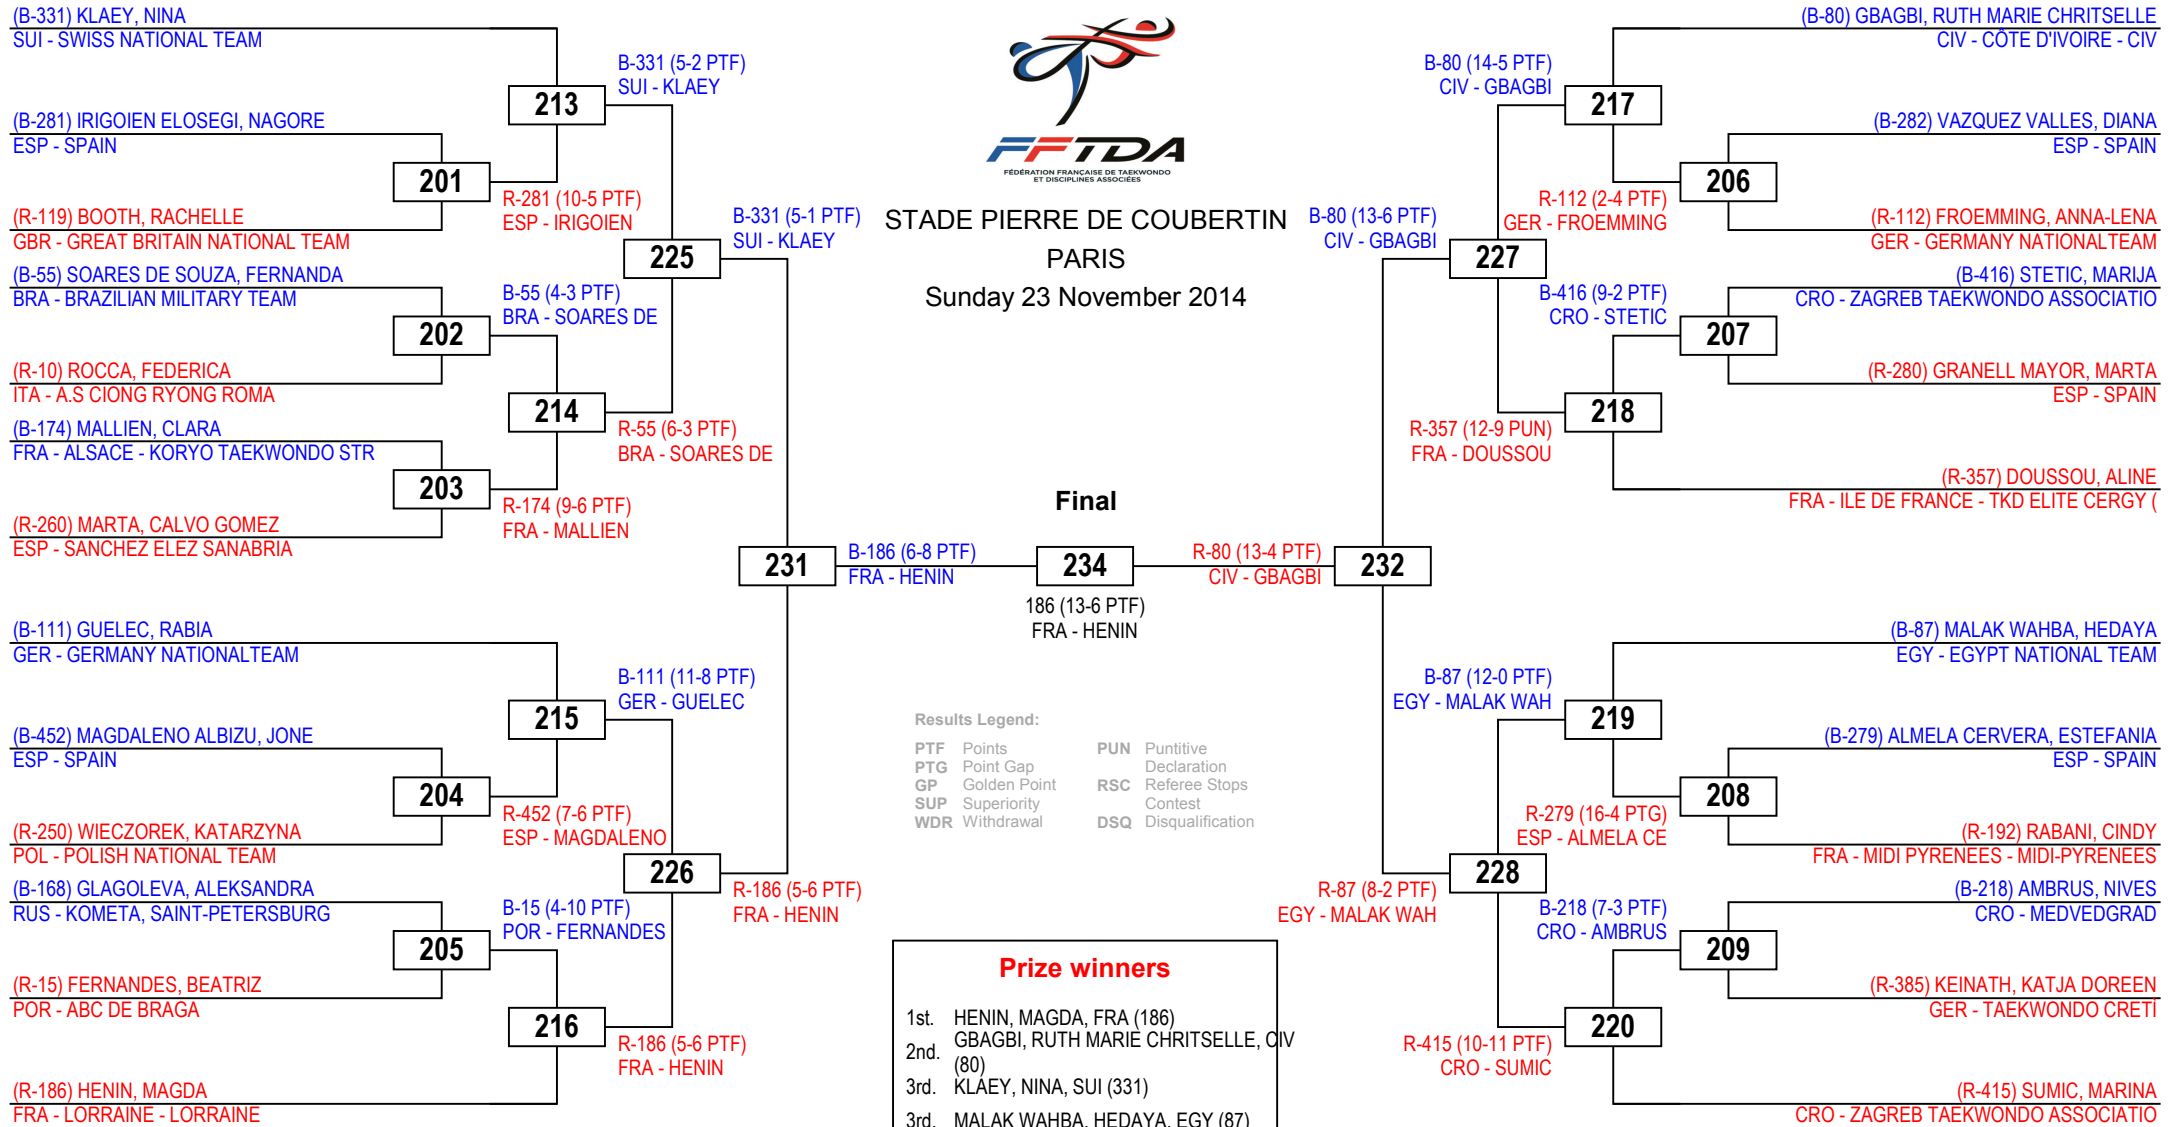 (B-331) KLAEY, NINA
SUI - SWISS NATIONAL TEAM
(B-281) IRIGOIEN ELOSEGI, NAGORE
ESP - SPAIN
(R-119) BOOTH, RACHELLE
GBR - GREAT BRITAIN NATIONAL TEAM
(B-55) SOARES DE SOUZA, FERNANDA
BRA - BRAZILIAN MILITARY TEAM
(R-10) ROCCA, FEDERICA
ITA - A.S CIONG RYONG ROMA
(B-174) MALLIEN, CLARA
FRA - ALSACE - KORYO TAEKWONDO STR
(R-260) MARTA, CALVO GOMEZ
ESP - SANCHEZ ELEZ SANABRIA
(B-111) GUELEC, RABIA
GER - GERMANY NATIONALTEAM
(B-452) MAGDALENO ALBIZU, JONE
ESP - SPAIN
(R-250) WIECZOREK, KATARZYNA
POL - POLISH NATIONAL TEAM
(B-168) GLAGOLEVA, ALEKSANDRA
RUS - KOMETA, SAINT-PETERSBURG
(R-15) FERNANDES, BEATRIZ
POR - ABC DE BRAGA
(R-186) HENIN, MAGDA
FRA - LORRAINE - LORRAINE
201
202
203
204
205
R-281 (10-5 PTF)
ESP - IRIGOIEN
B-55 (4-3 PTF)
BRA - SOARES DE
R-174 (9-6 PTF)
FRA - MALLIEN
R-452 (7-6 PTF)
ESP - MAGDALENO
B-15 (4-10 PTF)
POR - FERNANDES
213
214
215
216
B-331 (5-2 PTF)
SUI - KLAEY
R-55 (6-3 PTF)
BRA - SOARES DE
B-111 (11-8 PTF)
GER - GUELEC
R-186 (5-6 PTF)
FRA - HENIN
225
226
B-331 (5-1 PTF)
SUI - KLAEY
R-186 (5-6 PTF)
FRA - HENIN
231
B-186 (6-8 PTF)
FRA - HENIN
FFTDA
FÉDÉRATION FRANÇAISE DE TAEKWONDO
ET DISCIPLINES ASSOCIÉES
STADE PIERRE DE COUBERTIN
PARIS
Sunday 23 November 2014
Final
234
186 (13-6 PTF)
FRA - HENIN
Results Legend:
PTF Points
PTG Point Gap
GP Golden Point
SUP Superiority
WDR Withdrawal
PUN Puntitive
Declaration
RSC Referee Stops
Contest
DSQ Disqualification
Prize winners
1st. HENIN, MAGDA, FRA (186)
2nd. GBAGBI, RUTH MARIE CHRITSELLE, CIV
(80)
3rd. KLAEY, NINA, SUI (331)
3rd. MALAK WAHBA, HEDAYA, EGY (87)
R-80 (13-4 PTF)
CIV - GBAGBI
232
B-80 (13-6 PTF)
CIV - GBAGBI
R-87 (8-2 PTF)
EGY - MALAK WAH
227
228
B-80 (14-5 PTF)
CIV - GBAGBI
R-357 (12-9 PUN)
FRA - DOUSSOU
B-87 (12-0 PTF)
EGY - MALAK WAH
R-415 (10-11 PTF)
CRO - SUMIC
217
218
219
220
R-112 (2-4 PTF)
GER - FROEMMING
B-416 (9-2 PTF)
CRO - STETIC
R-279 (16-4 PTG)
ESP - ALMELA CE
B-218 (7-3 PTF)
CRO - AMBRUS
206
207
208
209
(B-80) GBAGBI, RUTH MARIE CHRITSELLE
CIV - CÔTE D'IVOIRE - CIV
(B-282) VAZQUEZ VALLES, DIANA
ESP - SPAIN
(R-112) FROEMMING, ANNA-LENA
GER - GERMANY NATIONALTEAM
(B-416) STETIC, MARIJA
CRO - ZAGREB TAEKWONDO ASSOCIATIO
(R-280) GRANELL MAYOR, MARTA
ESP - SPAIN
(R-357) DOUSSOU, ALINE
FRA - ILE DE FRANCE - TKD ELITE CERGY (
(B-87) MALAK WAHBA, HEDAYA
EGY - EGYPT NATIONAL TEAM
(B-279) ALMELA CERVERA, ESTEFANIA
ESP - SPAIN
(R-192) RABANI, CINDY
FRA - MIDI PYRENEES - MIDI-PYRENEES
(B-218) AMBRUS, NIVES
CRO - MEDVEDGRAD
(R-385) KEINATH, KATJA DOREEN
GER - TAEKWONDO CRETI
(R-415) SUMIC, MARINA
CRO - ZAGREB TAEKWONDO ASSOCIATIO